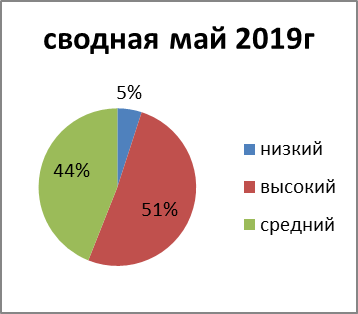 сводная май 2019г
5%
44%
51%
низкий
высокий
средний